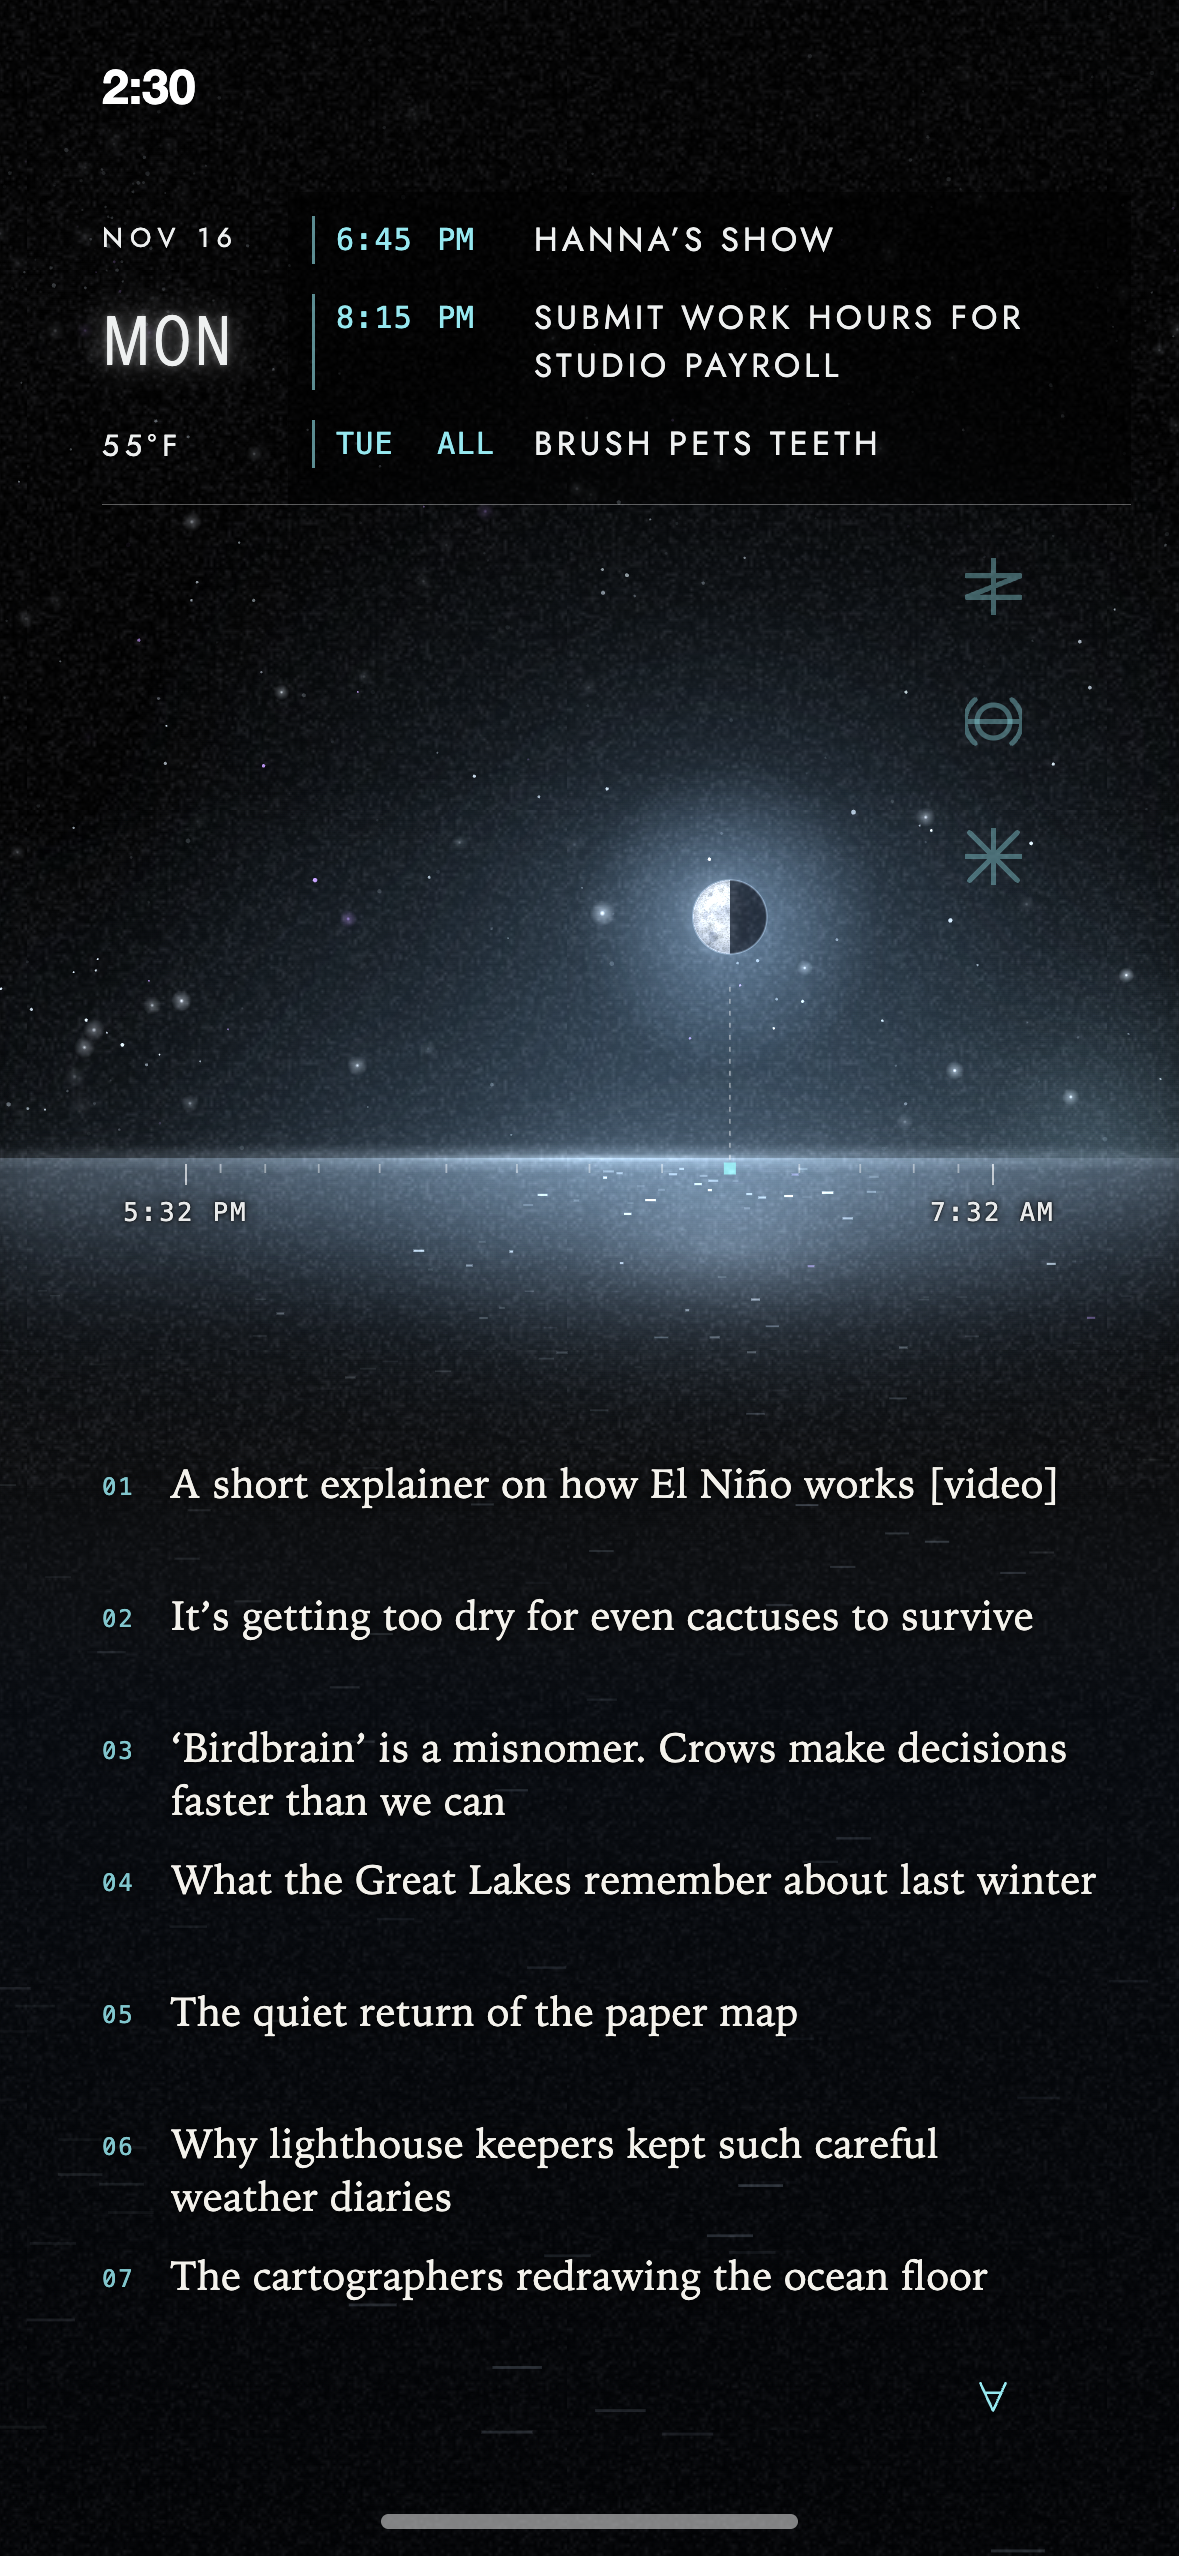 2:30
NOV 16
MON
55°F
6:45 PM HANNA’S SHOW
8:15 PM SUBMIT WORK HOURS FOR
STUDIO PAYROLL
TUE ALL BRUSH PETS TEETH
5:32 PM
7:32 AM
01 A short explainer on how El Niño works [video]
02 It’s getting too dry for even cactuses to survive
03 ‘Birdbrain’ is a misnomer. Crows make decisions
faster than we can
04 What the Great Lakes remember about last winter
05 The quiet return of the paper map
06 Why lighthouse keepers kept such careful
weather diaries
07 The cartographers redrawing the ocean floor